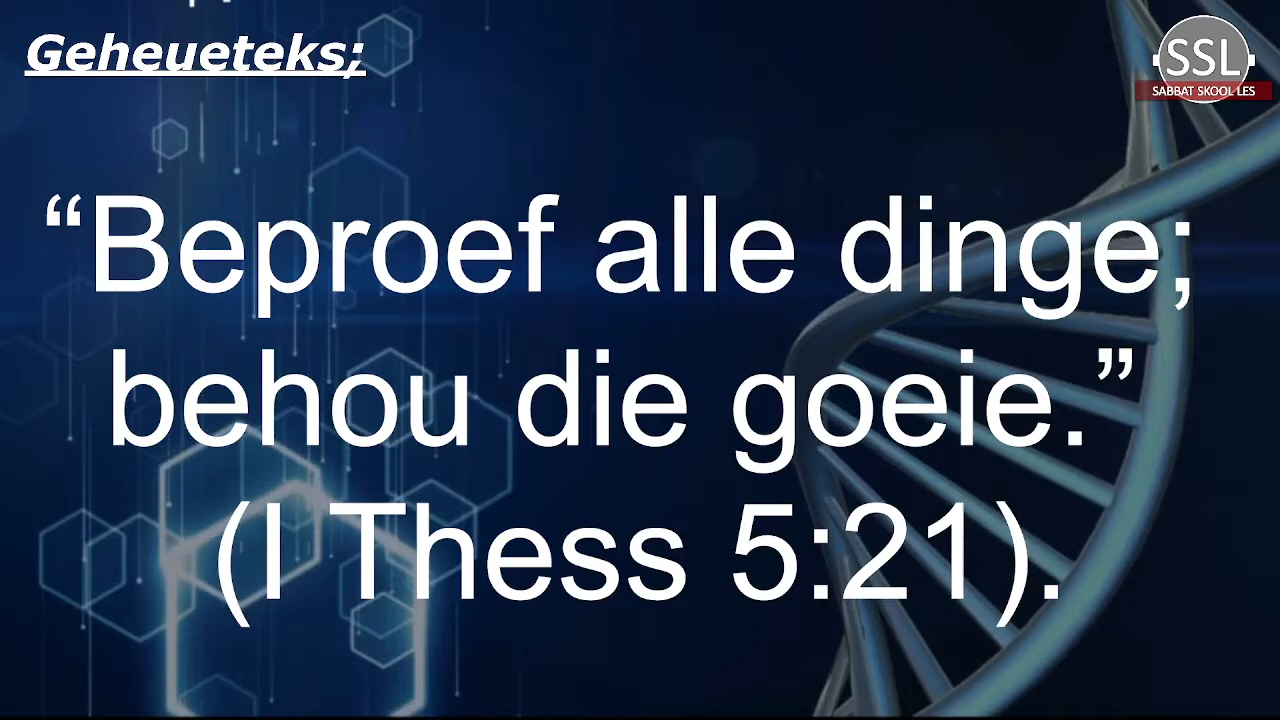 Geheueteks;
SSL
SABBAT SKOOL LES
“Beproef alle dinge;
behou die goeie.”
(I Thess 5:21).